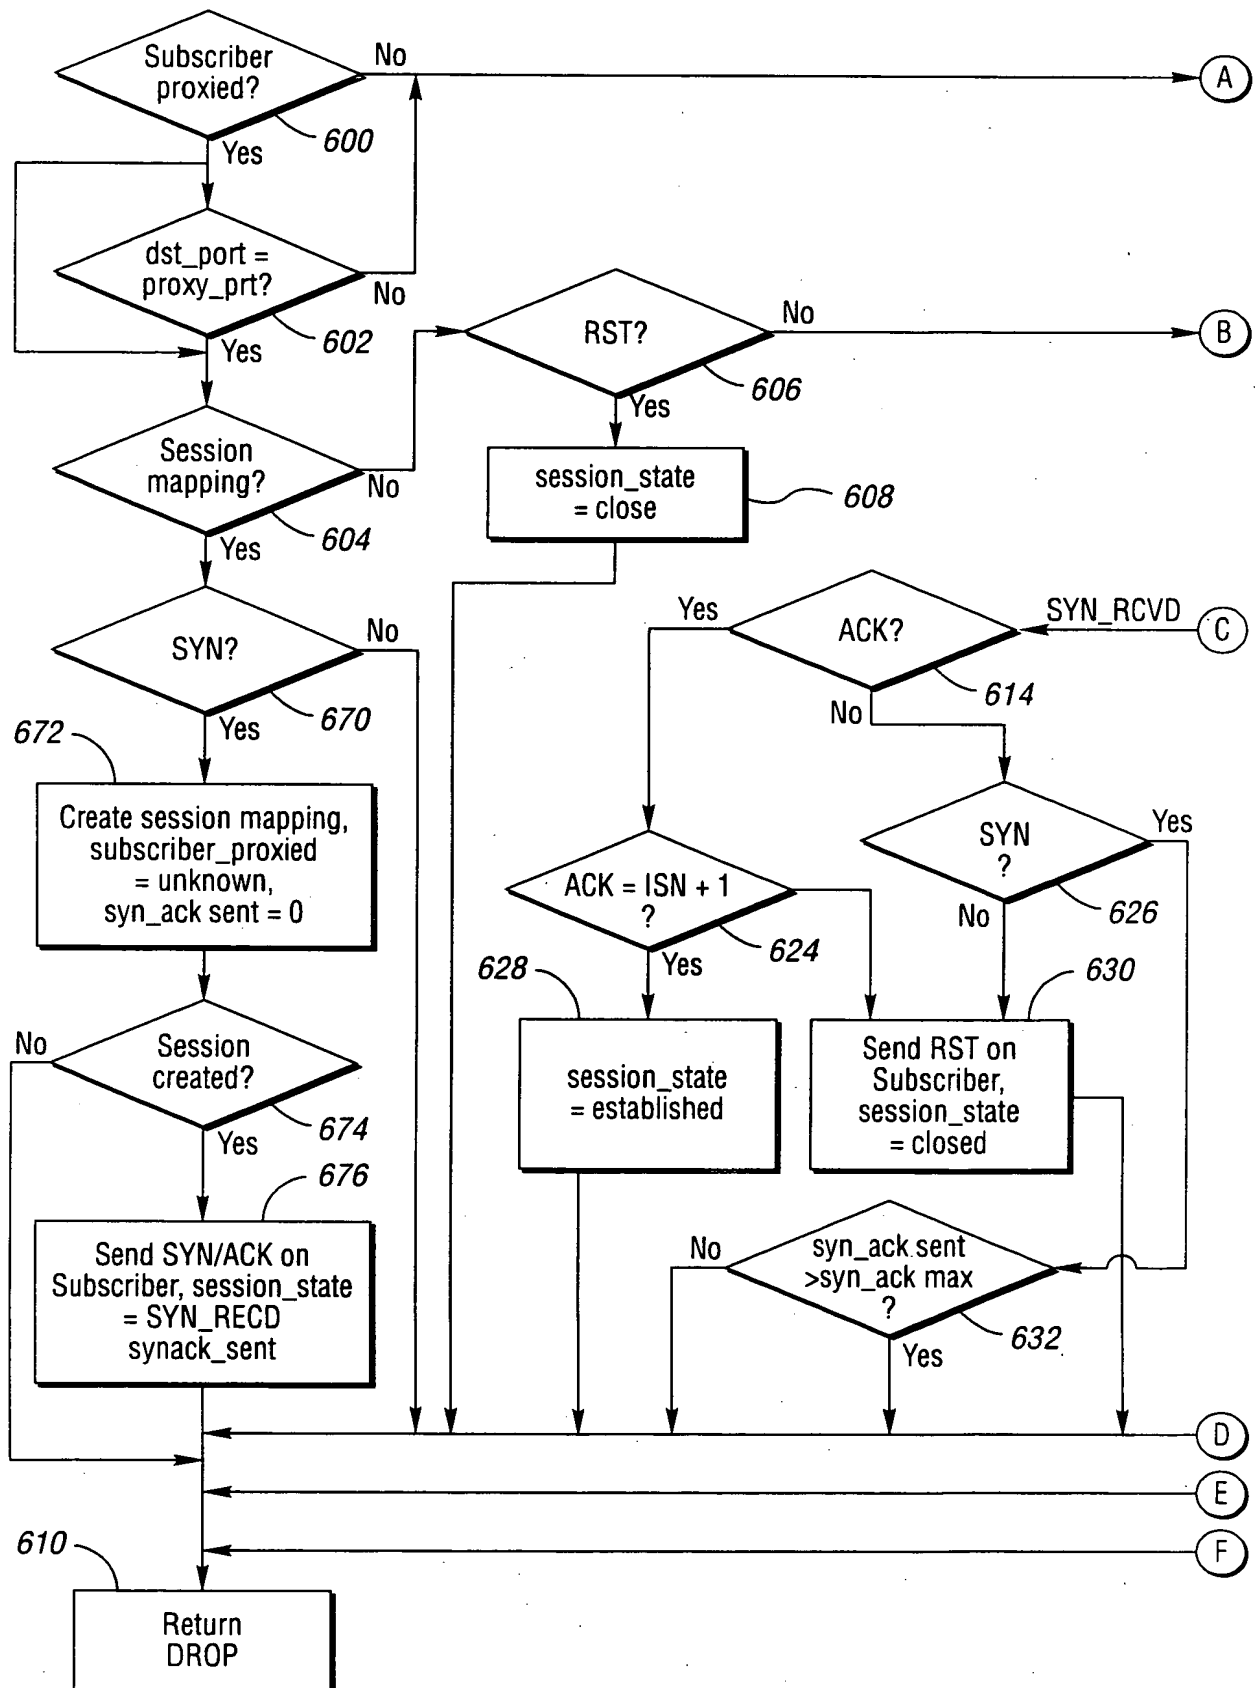 Subscriber
proxied?
No
A
600
Yes
dst_port =
proxy_prt?
No
602
Yes
RST?
No
B
606
Yes
Session
mapping?
No
604
Yes
session_state
= close
608
SYN?
No
670
Yes
Yes
ACK?
SYN_RCVD
C
614
No
672
Create session mapping,
subscriber_proxied
= unknown,
syn_ack sent = 0
SYN
?
Yes
626
No
ACK = ISN + 1
?
624
Yes
628
session_state
= established
630
Send RST on
Subscriber,
session_state
= closed
No
Session
created?
674
Yes
676
Send SYN/ACK on
Subscriber, session_state
= SYN_RECD
synack_sent
No
syn_ack sent
>syn_ack max
?
632
Yes
D
E
F
610
Return
DROP